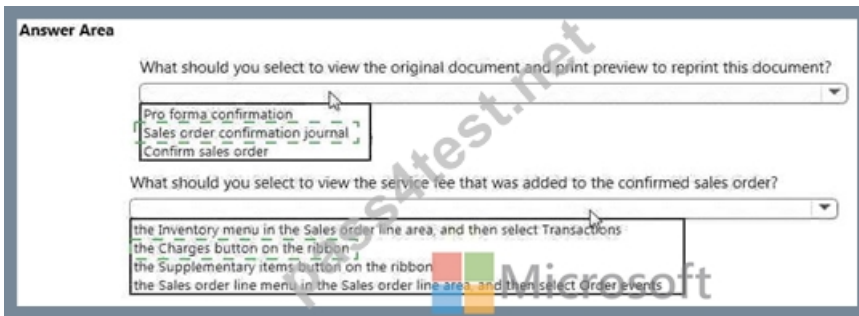 Answer Area
What should you select to view the original document and print preview to reprint this document?
Pro forma confirmation
Sales order confirmation journal
Confirm sales order
What should you select to view the service fee that was added to the confirmed sales order?
the Inventory menu in the Sales order line area, and then select Transactions
the Charges button on the ribbon
the Supplementary items button on the ribbon
the Sales order line menu in the Sales order line area, and then select Order events
pass4test.net
Microsoft